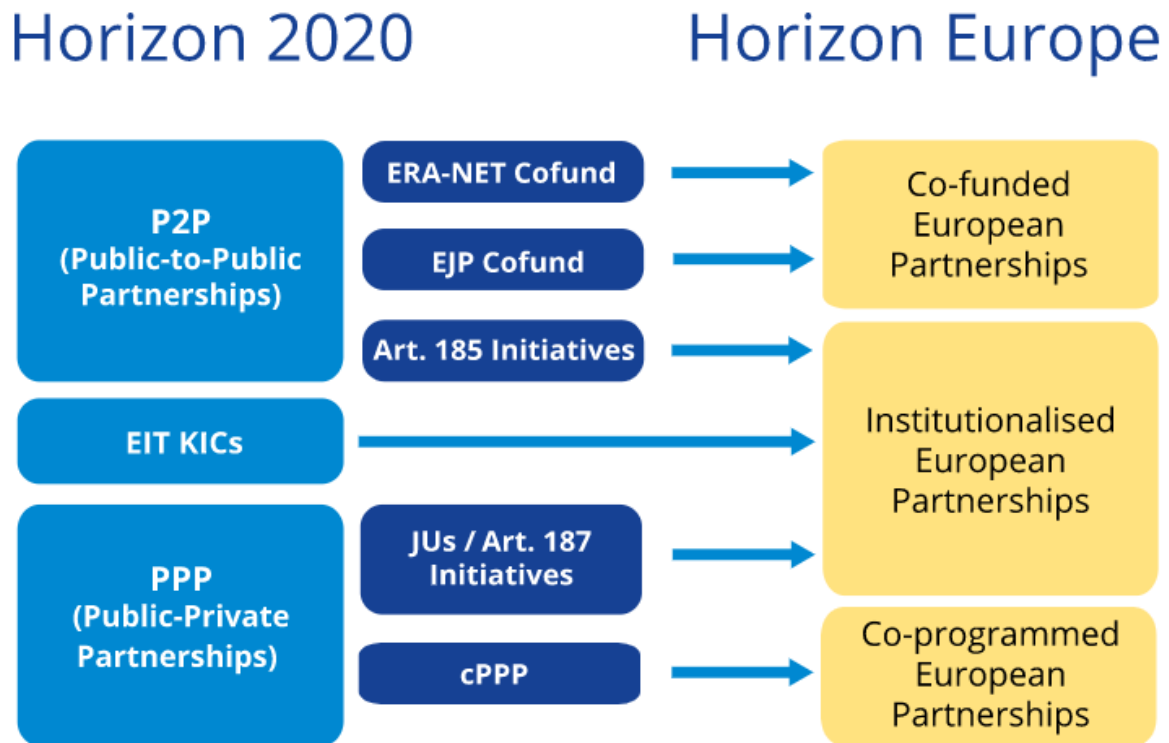 Horizon 2020
Horizon Europe
P2P
(Public-to-Public
Partnerships)
ERA-NET Cofund
EJP Cofund
Art. 185 Initiatives
Co-funded
European
Partnerships
EIT KICs
Institutionalised
European
Partnerships
PPP
(Public-Private
Partnerships)
JUs / Art. 187
Initiatives
cPPP
Co-programmed
European
Partnerships